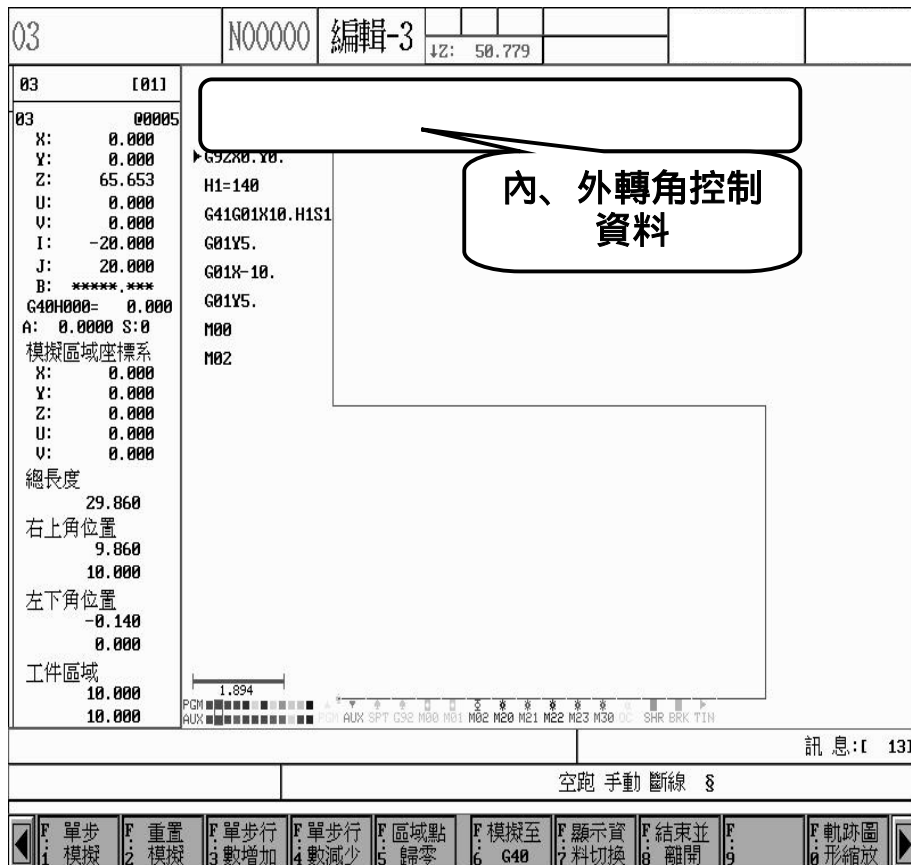 03 N00000 編輯-3 ↓Z: 50.779
03 [01]
03 @0005
X: 0.000
Y: 0.000
Z: 65.653
U: 0.000
V: 0.000
I: -20.000
J: 20.000
B: *****.***
G40H000= 0.000
A: 0.0000 S:0
模擬區域座標系
X: 0.000
Y: 0.000
Z: 0.000
U: 0.000
V: 0.000
總長度
29.860
右上角位置
9.860
10.000
左下角位置
-0.140
0.000
工件區域
10.000
10.000
G92X0.Y0.
H1=140
G41G01X10.H1S1
G01Y5.
G01X-10.
G01Y5.
M00
M02
內、外轉角控制
資料
1.894
PGM
AUX
PGM AUX SPT G92 M00 M01 M02 M20 M21 M22 M23 M30 OC SHR BRK TIN
訊 息:[ 13]
空跑 手動 斷線 §
F:1 單步模擬
F:2 重置模擬
F:3 單步行數增加
F:4 單步行數減少
F:5 區域點歸零
F:6 模擬至G40
F:7 顯示資料切換
F:8 結束並離開
F:9
F:0 軌跡圖形縮放